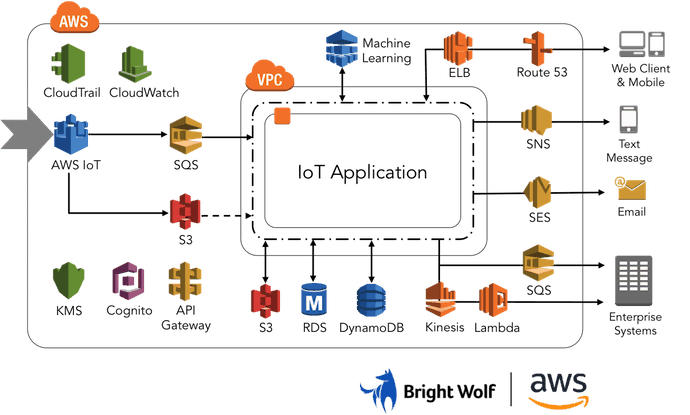 AWS
CloudTrail
CloudWatch
Machine
Learning
ELB
Route 53
Web Client
& Mobile
VPC
AWS IoT
SQS
IoT Application
SNS
Text
Message
S3
SES
@
Email
KMS
Cognito
API
Gateway
S3
M
RDS
DynamoDB
Kinesis
Lambda
SQS
Enterprise
Systems
Bright Wolf
aws